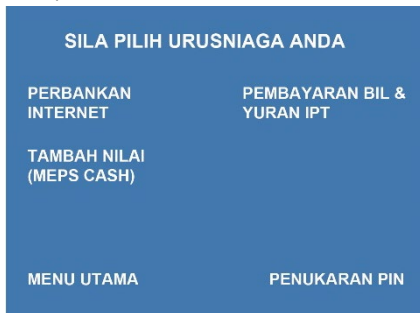 SILA PILIH URUSNIAGA ANDA
PERBANKAN
INTERNET
PEMBAYARAN BIL &
YURAN IPT
TAMBAH NILAI
(MEPS CASH)
MENU UTAMA
PENUKARAN PIN